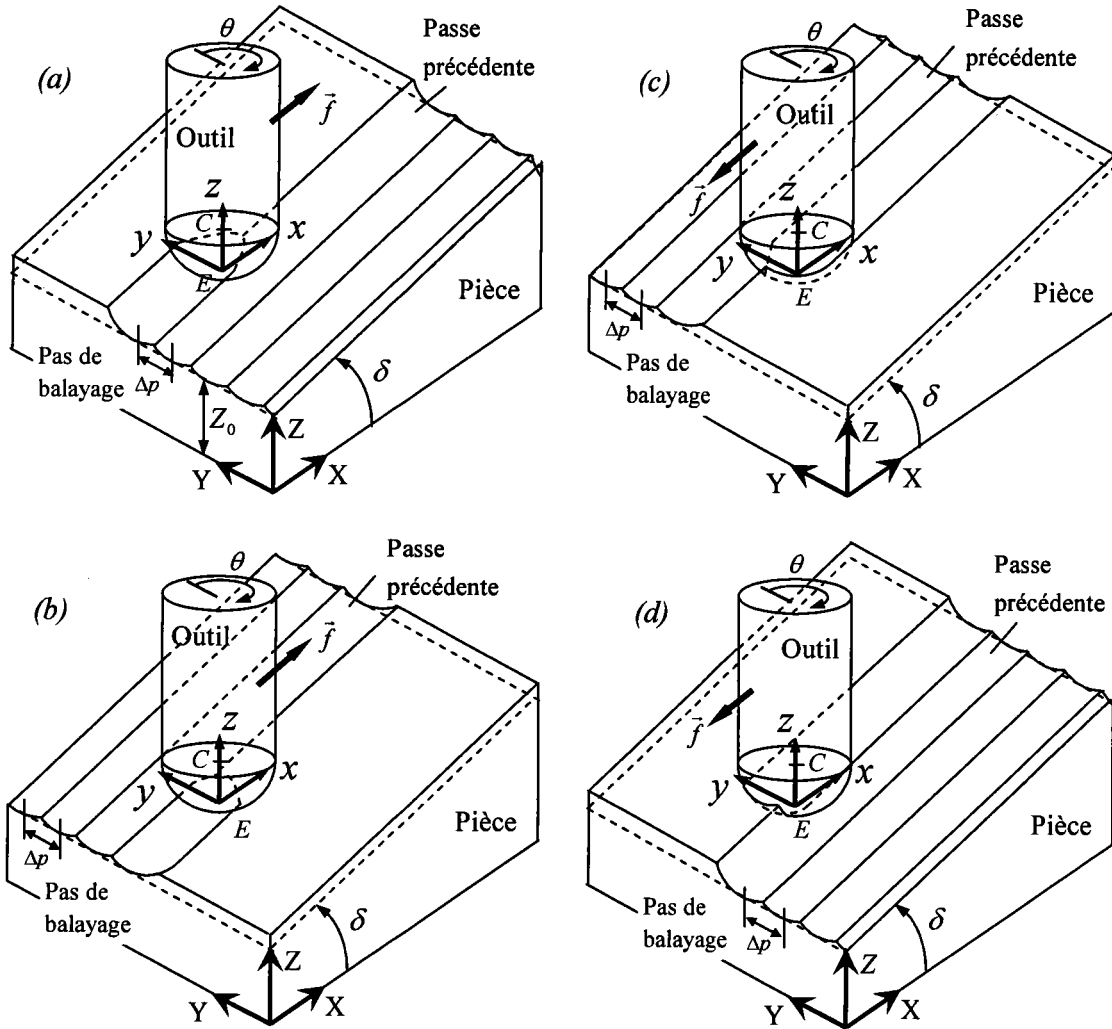 (a)
θ
Outil
f
Passe
précédente
z
C
y
x
E
Pièce
Pas de
balayage
Δp
Z₀
δ
Z
Y
X
(c)
θ
Outil
f
Passe
précédente
z
C
y
x
E
Pièce
Δp
Pas de
balayage
δ
Z
Y
X
(b)
θ
Outil
f
Passe
précédente
z
C
y
x
E
Pièce
Δp
Pas de
balayage
δ
Z
Y
X
(d)
θ
Outil
f
Passe
précédente
z
C
y
x
E
Pièce
Pas de
balayage
Δp
δ
Z
Y
X